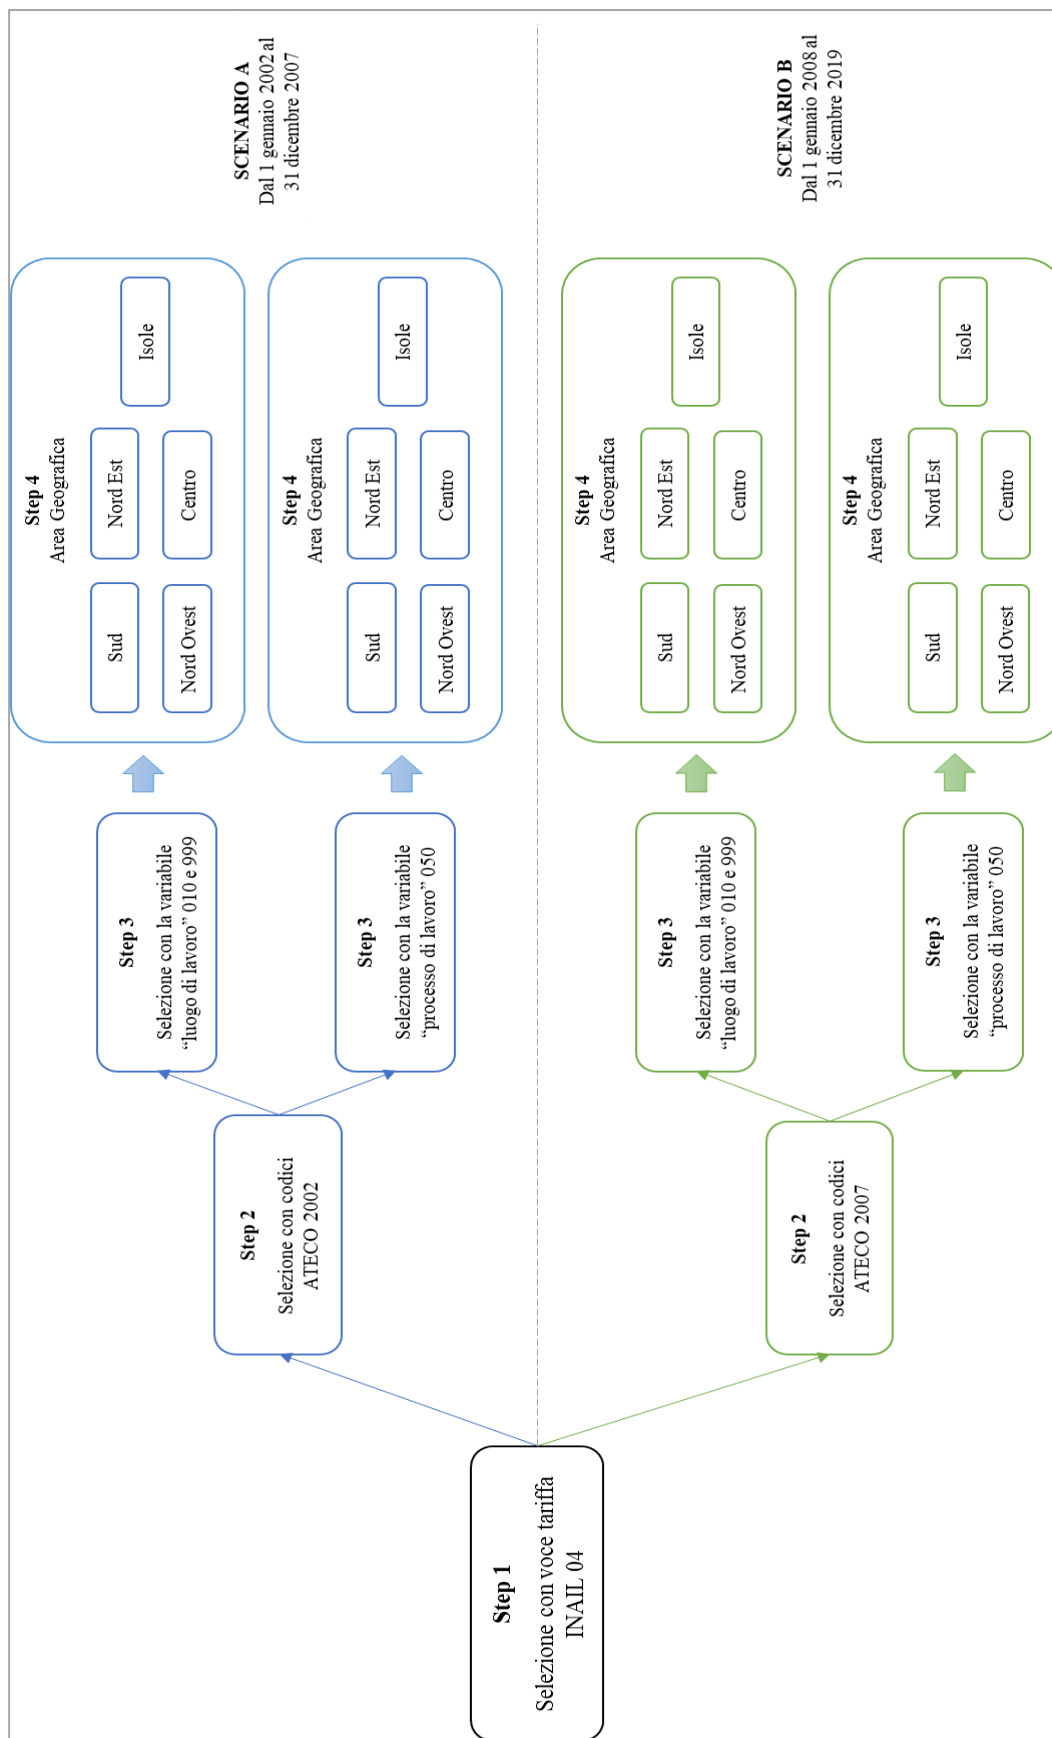 Step 1
Selezione con voce tariffa
INAIL 04
Step 2
Selezione con codici
ATECO 2002
Step 3
Selezione con la variabile
“luogo di lavoro” 010 e 999
Step 4
Area Geografica
Sud
Nord Est
Nord Ovest
Centro
Isole
Step 3
Selezione con la variabile
“processo di lavoro” 050
Step 4
Area Geografica
Sud
Nord Est
Nord Ovest
Centro
Isole
SCENARIO A
Dal 1 gennaio 2002 al
31 dicembre 2007
Step 2
Selezione con codici
ATECO 2007
Step 3
Selezione con la variabile
“luogo di lavoro” 010 e 999
Step 4
Area Geografica
Sud
Nord Est
Nord Ovest
Centro
Isole
Step 3
Selezione con la variabile
“processo di lavoro” 050
Step 4
Area Geografica
Sud
Nord Est
Nord Ovest
Centro
Isole
SCENARIO B
Dal 1 gennaio 2008 al
31 dicembre 2019